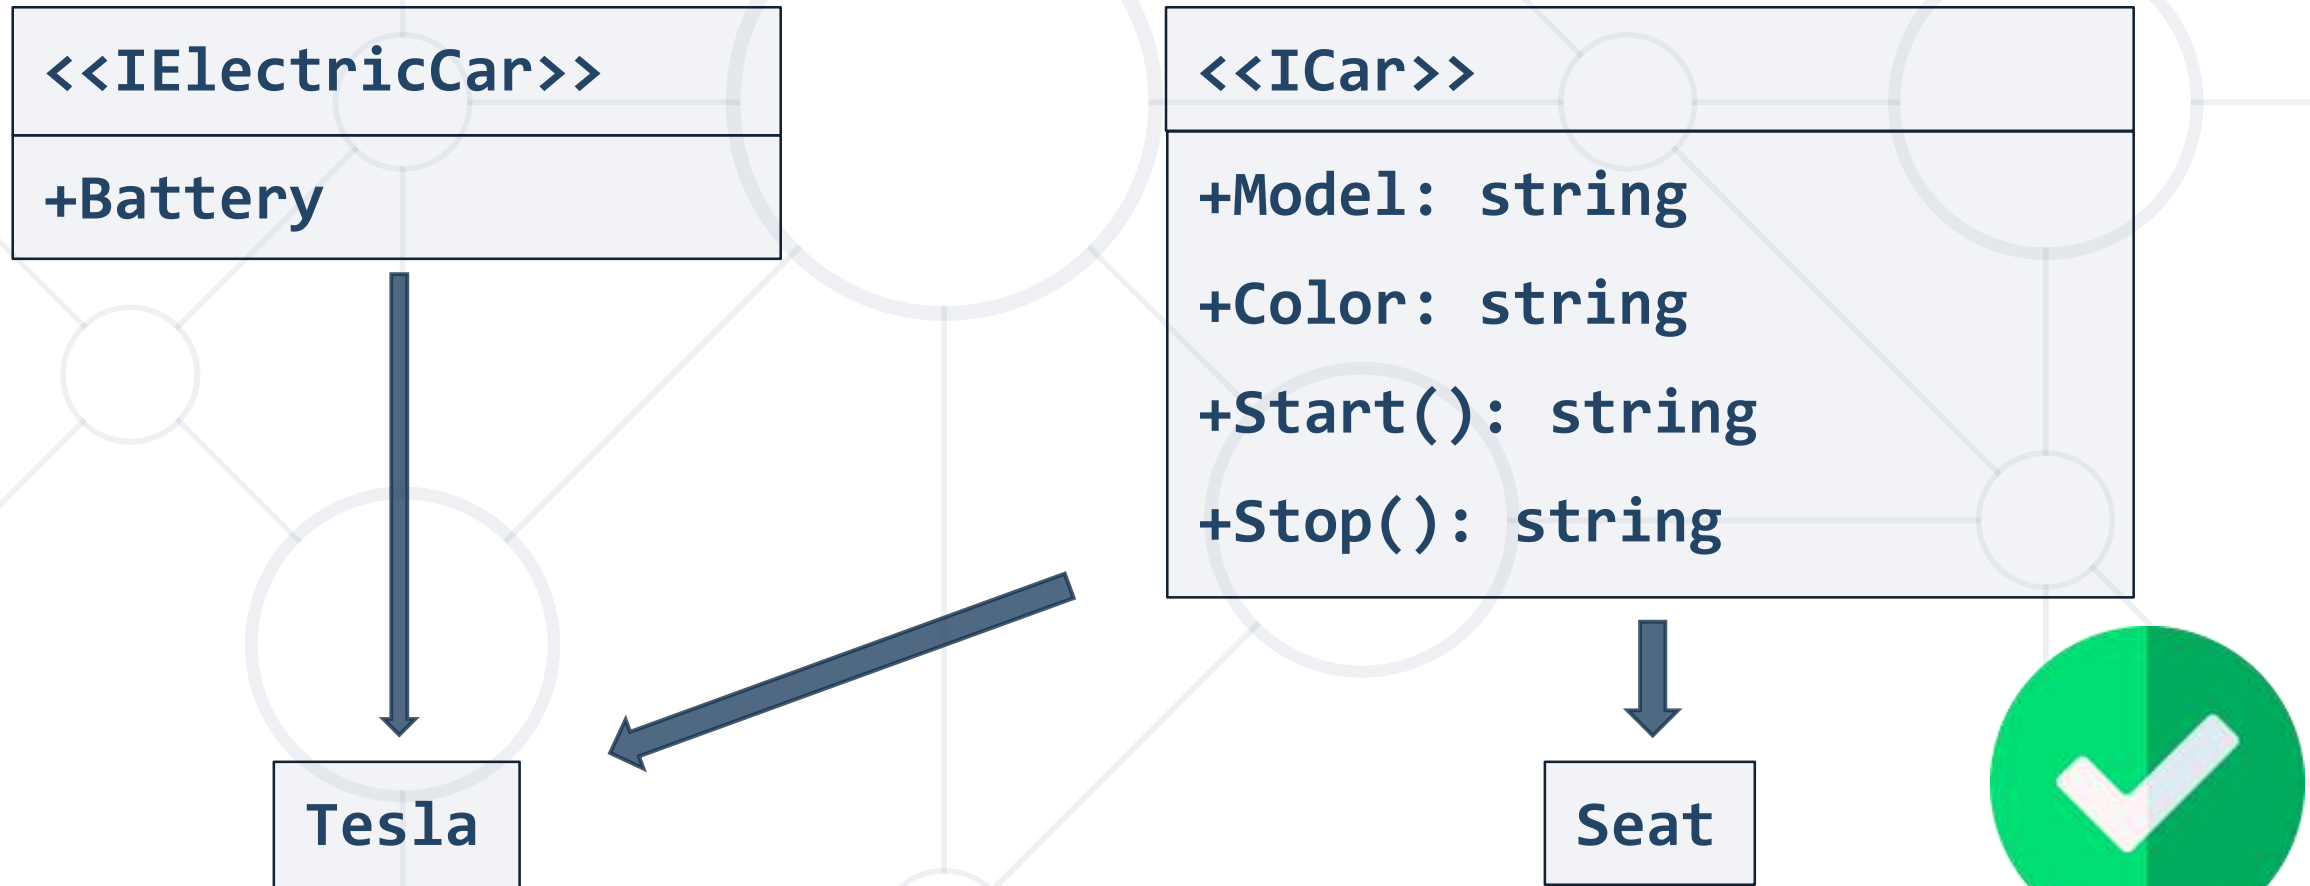 <<IElectricCar>>
+Battery
<<ICar>>
+Model: string
+Color: string
+Start(): string
+Stop(): string
Tesla
Seat